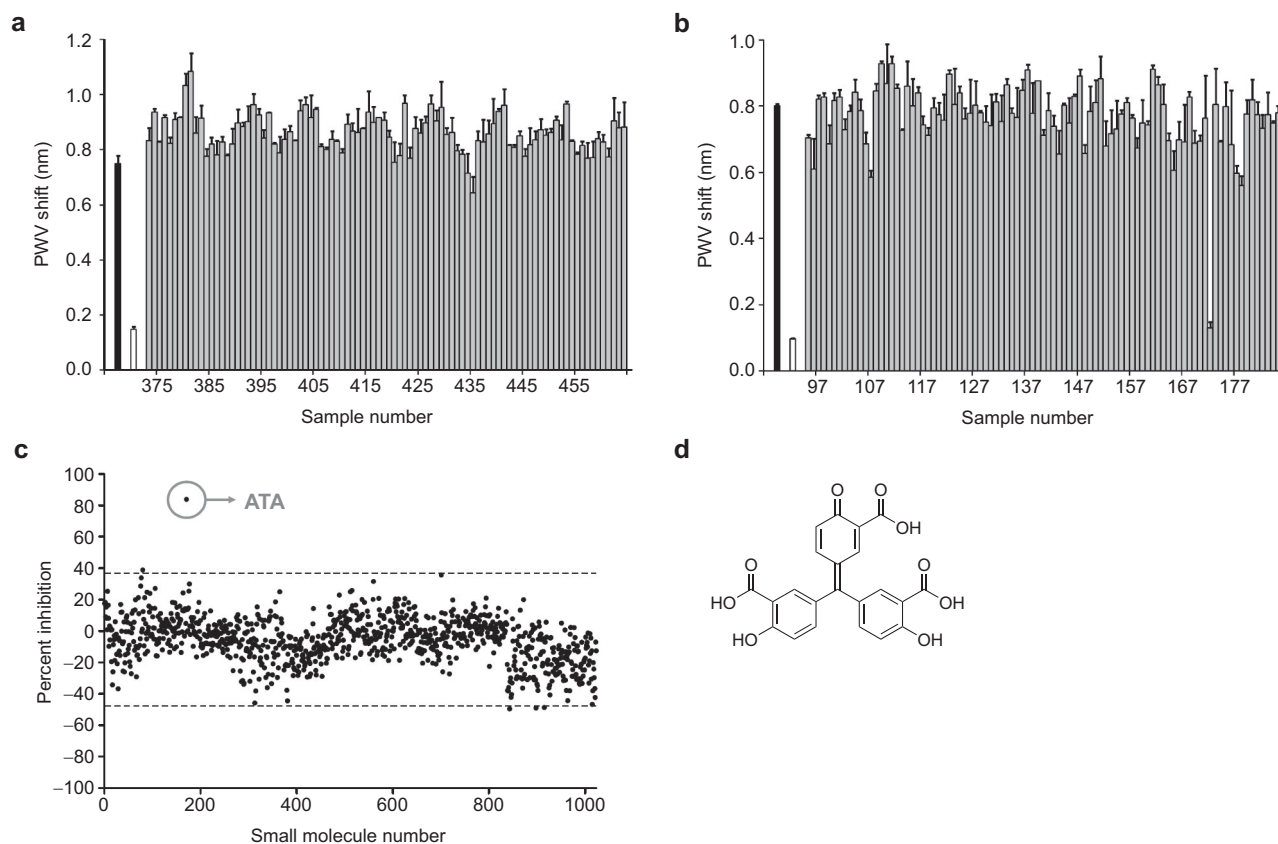 a
1.2
1.0
0.8
0.6
0.4
0.2
0.0
PWV shift (nm)
375 385 395 405 415 425 435 445 455
Sample number
b
1.0
0.8
0.6
0.4
0.2
0.0
PWV shift (nm)
97 107 117 127 137 147 157 167 177
Sample number
c
100
80
60
40
20
0
−20
−40
−60
−80
−100
Percent inhibition
ATA
0 200 400 600 800 1000
Small molecule number
d
O O
OH
O O
HO OH
HO OH